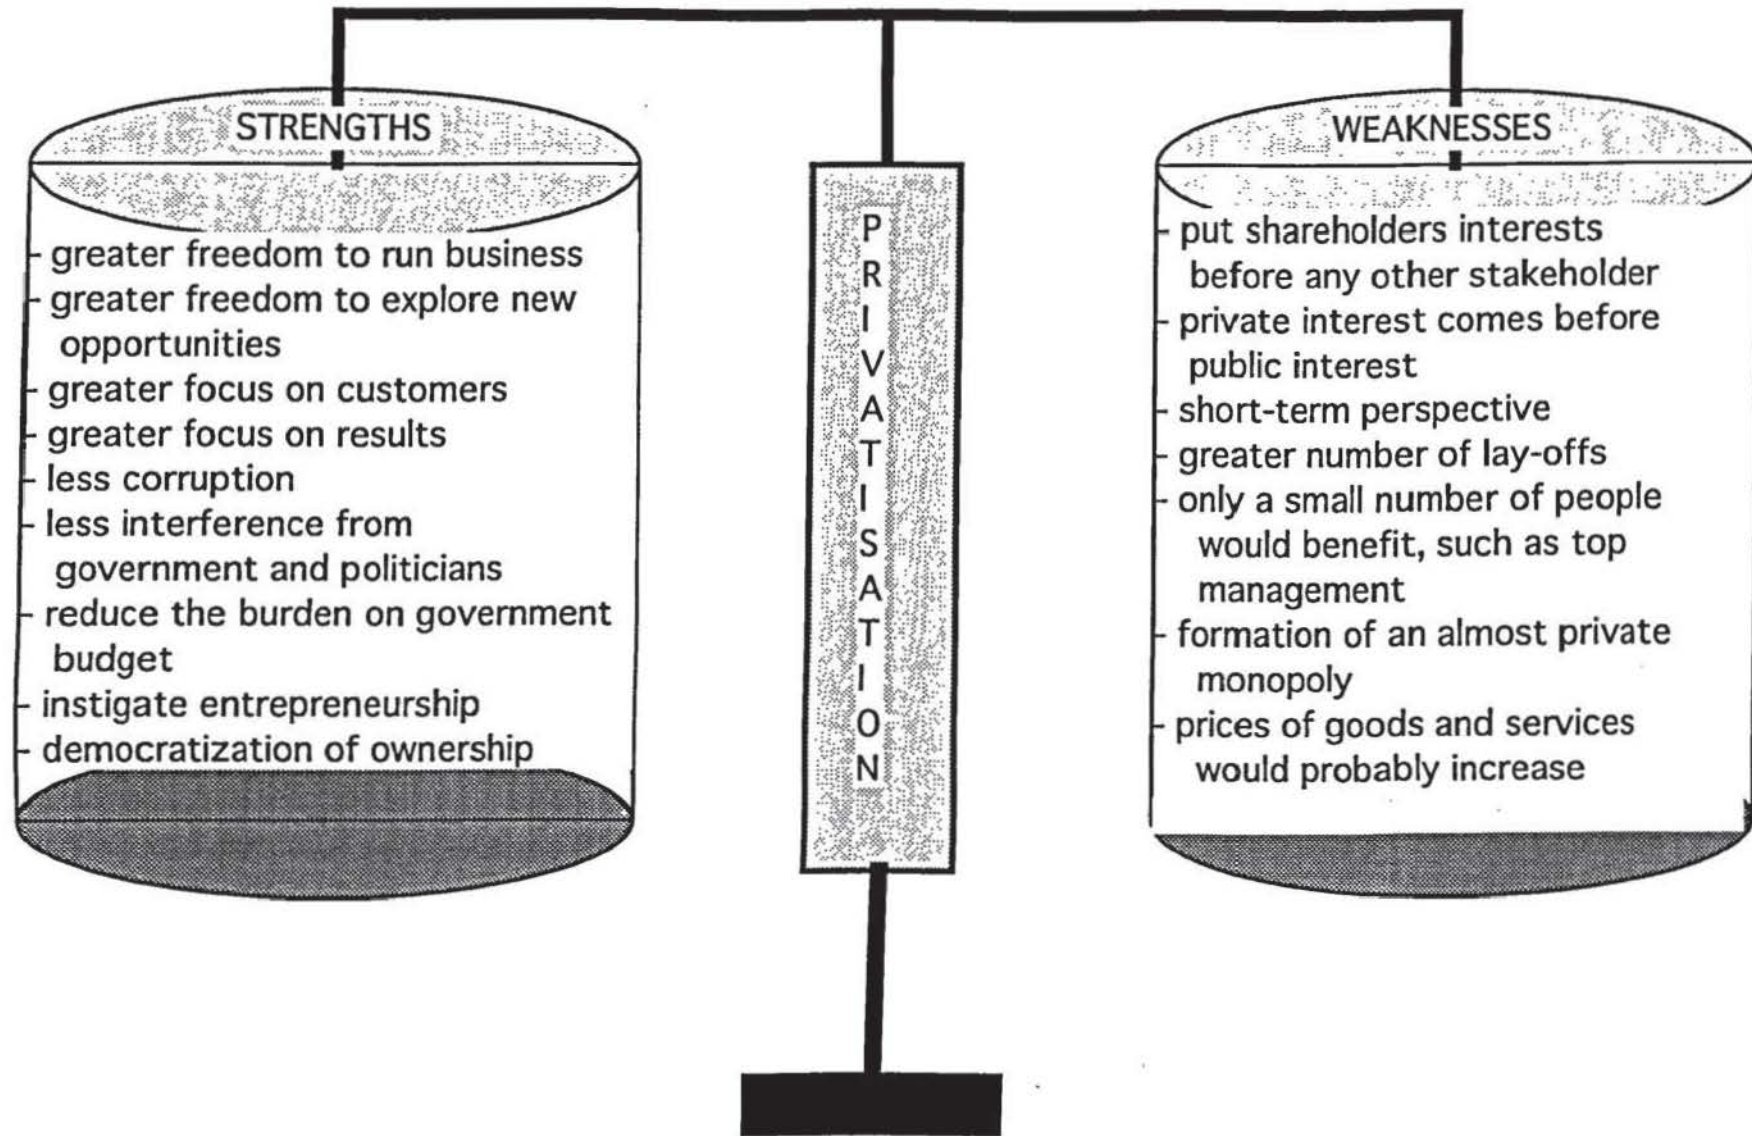 STRENGTHS
- greater freedom to run business
- greater freedom to explore new
opportunities
- greater focus on customers
- greater focus on results
- less corruption
- less interference from
government and politicians
- reduce the burden on government
budget
- instigate entrepreneurship
- democratization of ownership
PRIVATISATION
WEAKNESSES
- put shareholders interests
before any other stakeholder
- private interest comes before
public interest
- short-term perspective
- greater number of lay-offs
- only a small number of people
would benefit, such as top
management
- formation of an almost private
monopoly
- prices of goods and services
would probably increase